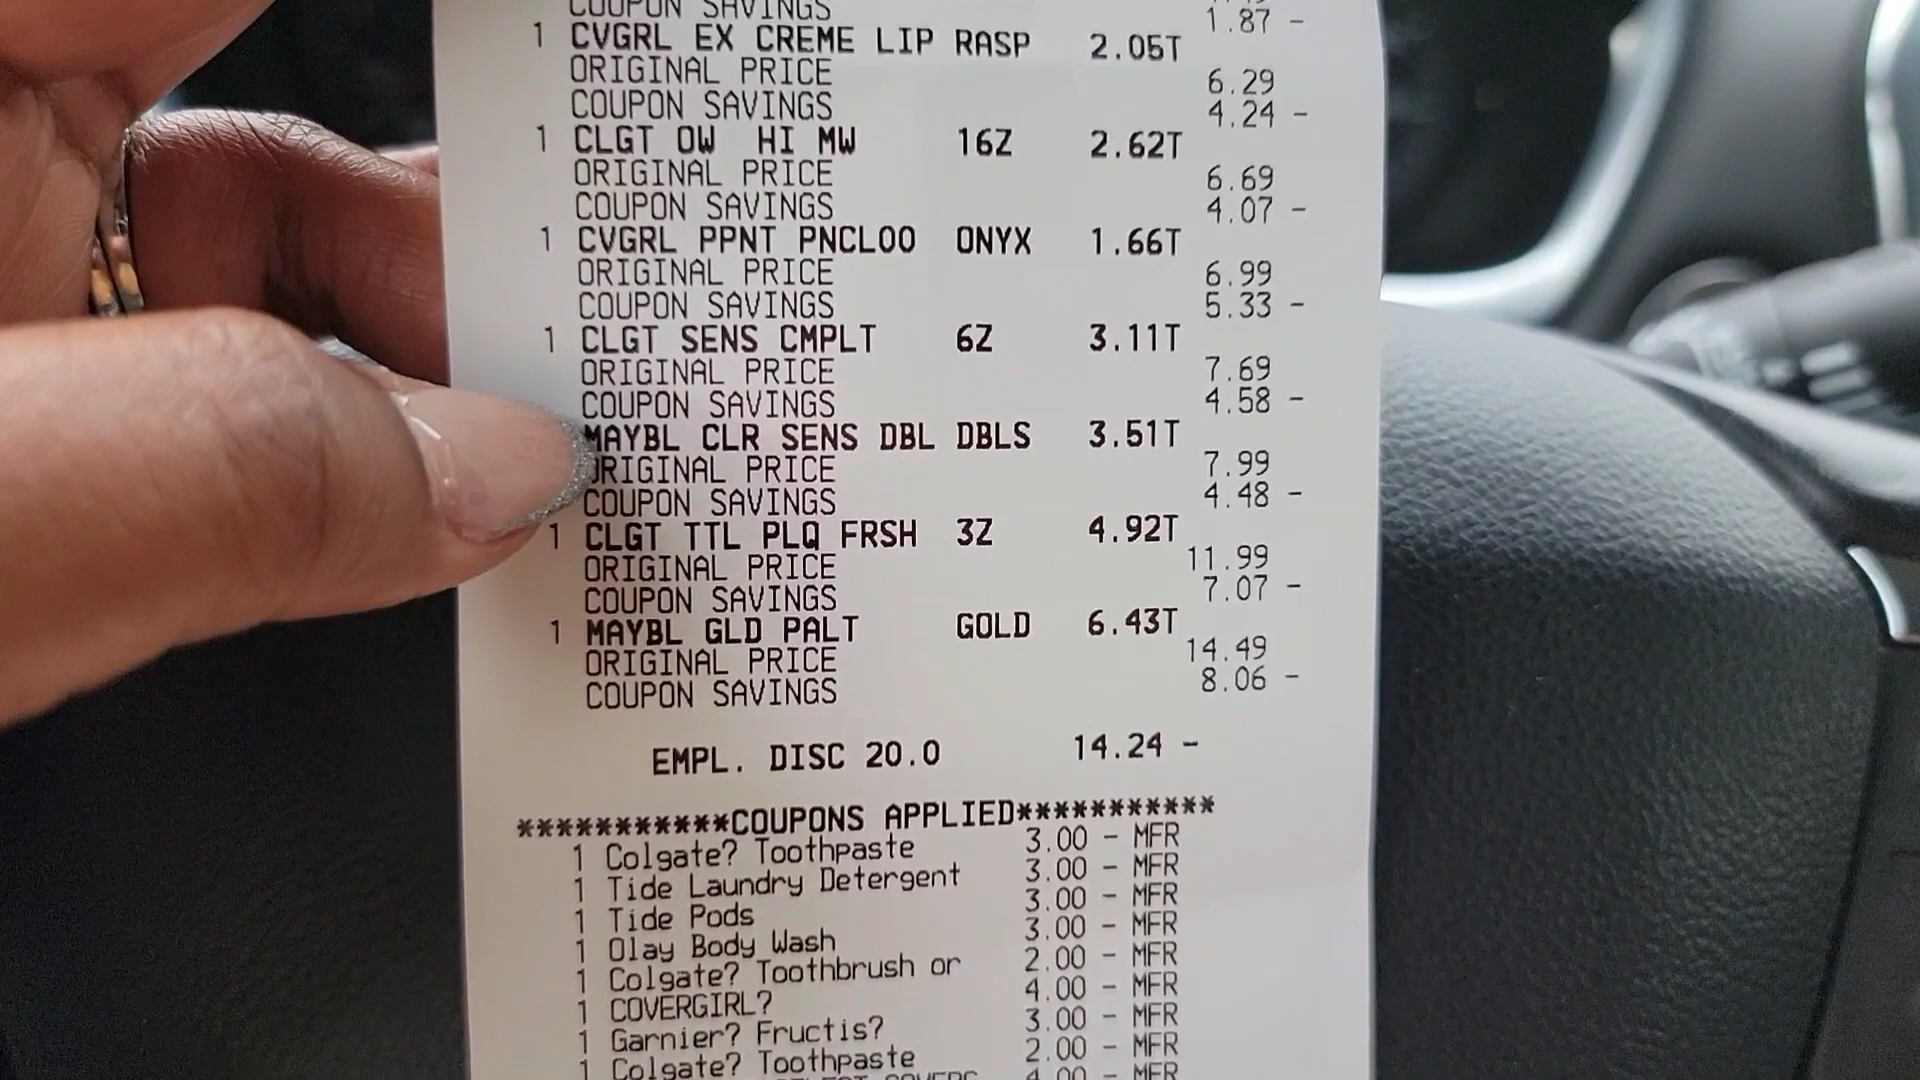 COUPON SAVINGS 1.87 -
1 CVGRL EX CREME LIP RASP 2.05T
ORIGINAL PRICE 6.29
COUPON SAVINGS 4.24 -
1 CLGT OW HI MW 16Z 2.62T
ORIGINAL PRICE 6.69
COUPON SAVINGS 4.07 -
1 CVGRL PPNT PNCLOO ONYX 1.66T
ORIGINAL PRICE 6.99
COUPON SAVINGS 5.33 -
1 CLGT SENS CMPLT 6Z 3.11T
ORIGINAL PRICE 7.69
COUPON SAVINGS 4.58 -
MAYBL CLR SENS DBL DBLS 3.51T
ORIGINAL PRICE 7.99
COUPON SAVINGS 4.48 -
1 CLGT TTL PLQ FRSH 3Z 4.92T
ORIGINAL PRICE 11.99
COUPON SAVINGS 7.07 -
1 MAYBL GLD PALT GOLD 6.43T
ORIGINAL PRICE 14.49
COUPON SAVINGS 8.06 -
EMPL. DISC 20.0 14.24 -
***********COUPONS APPLIED***********
1 Colgate? Toothpaste 3.00 - MFR
1 Tide Laundry Detergent 3.00 - MFR
1 Tide Pods 3.00 - MFR
1 Olay Body Wash 3.00 - MFR
1 Colgate? Toothbrush or 2.00 - MFR
1 COVERGIRL? 4.00 - MFR
1 Garnier? Fructis? 3.00 - MFR
1 Colgate? Toothpaste 2.00 - MFR
4.00 - MFR